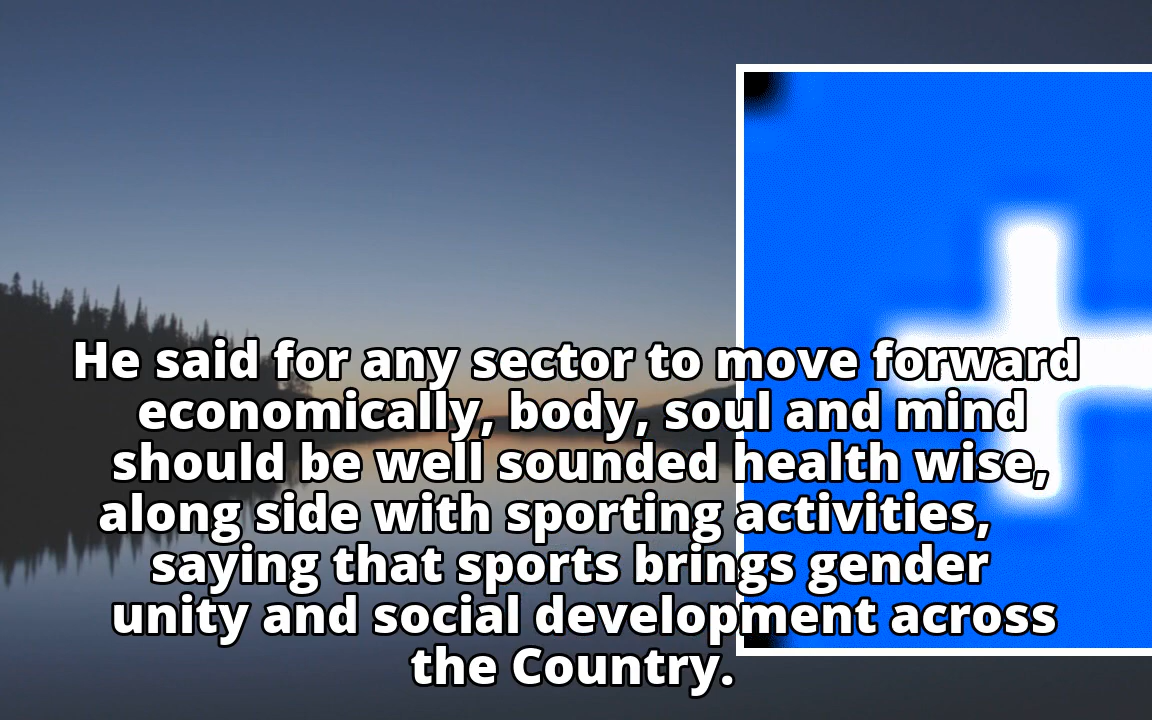 He said for any sector to move forward
economically, body, soul and mind
should be well sounded health wise,
along side with sporting activities,
saying that sports brings gender
unity and social development across
the Country.